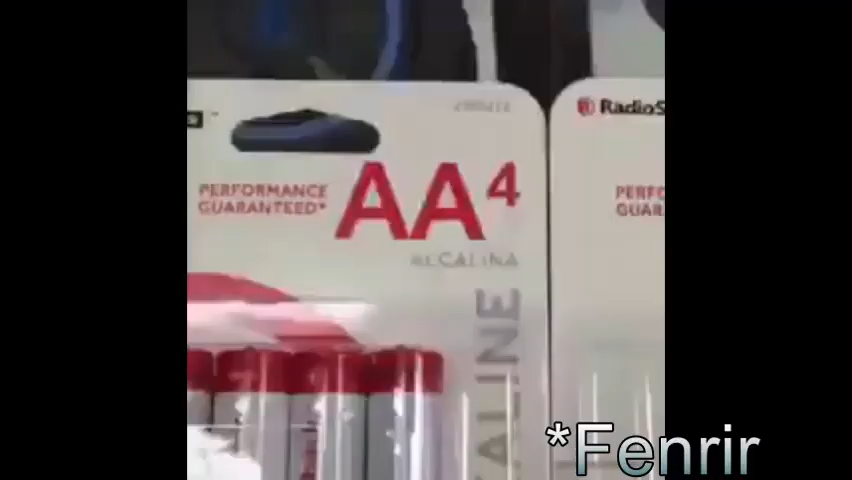 RadioS
PERFORMANCE
GUARANTEED*
AA4
ALCALINA
ALINE
PERFO
GUAR
*Fenrir